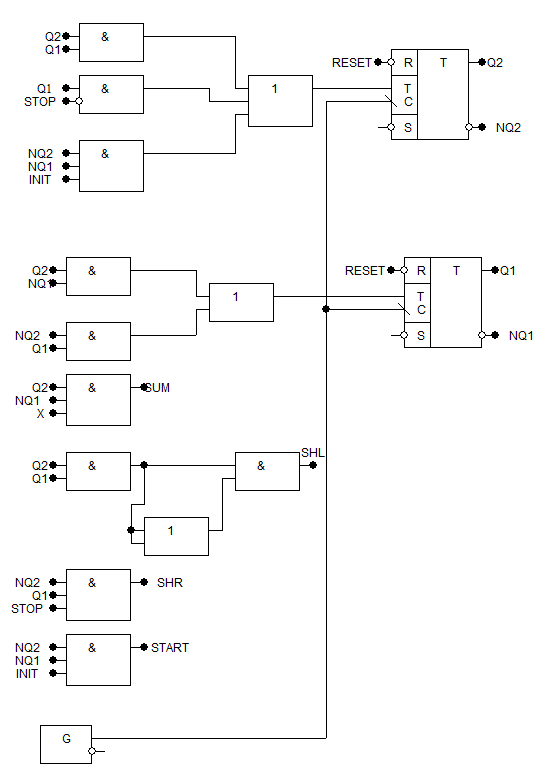 Q2 & RESET R T Q2
Q1
Q1 & 1 T
STOP C
S NQ2
NQ2 &
NQ1
INIT
Q2 & RESET R T Q1
NQ1
1 T
C
NQ2 & S NQ1
Q1
Q2 & SUM
NQ1
X
SHL
Q2 & &
Q1
1
NQ2 & SHR
Q1
STOP
NQ2 & START
NQ1
INIT
G